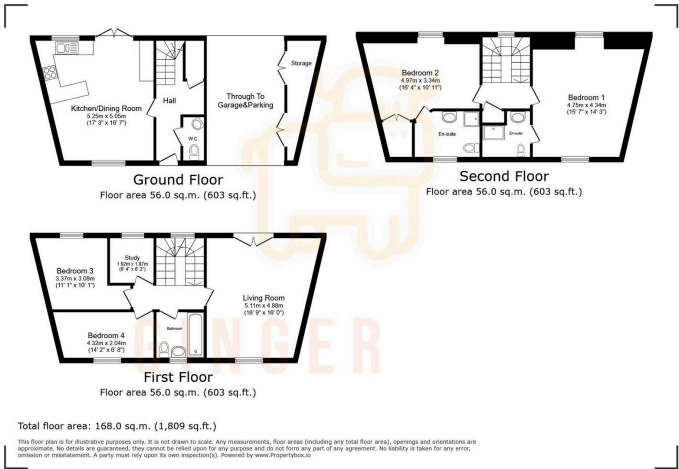 Kitchen/Dining Room
5.25m x 5.05m
(17' 3" x 16' 7")
Hall
W.C.
Through To
Garage&Parking
Storage
Ground Floor
Floor area 56.0 sq.m. (603 sq.ft.)
Bedroom 2
4.97m x 3.34m
(16' 4" x 10' 11")
Bedroom 1
4.75m x 4.34m
(15' 7" x 14' 3")
En-suite
En-suite
Second Floor
Floor area 56.0 sq.m. (603 sq.ft.)
Study
1.92m x 1.87m
(6' 4" x 6' 2")
Bedroom 3
3.37m x 3.08m
(11' 1" x 10' 1")
Living Room
5.11m x 4.88m
(16' 9" x 16' 0")
Bedroom 4
4.32m x 2.04m
(14' 2" x 6' 8")
Bathroom
GINGER
First Floor
Floor area 56.0 sq.m. (603 sq.ft.)
Total floor area: 168.0 sq.m. (1,809 sq.ft.)
This floor plan is for illustrative purposes only. It is not drawn to scale. Any measurements, floor areas (including any total floor area), openings and orientations are
approximate. No details are guaranteed, they cannot be relied upon for any purpose and do not form any part of any agreement. No liability is taken for any error,
omission or misstatement. A party must rely upon its own inspection(s). Powered by www.Propertybox.io